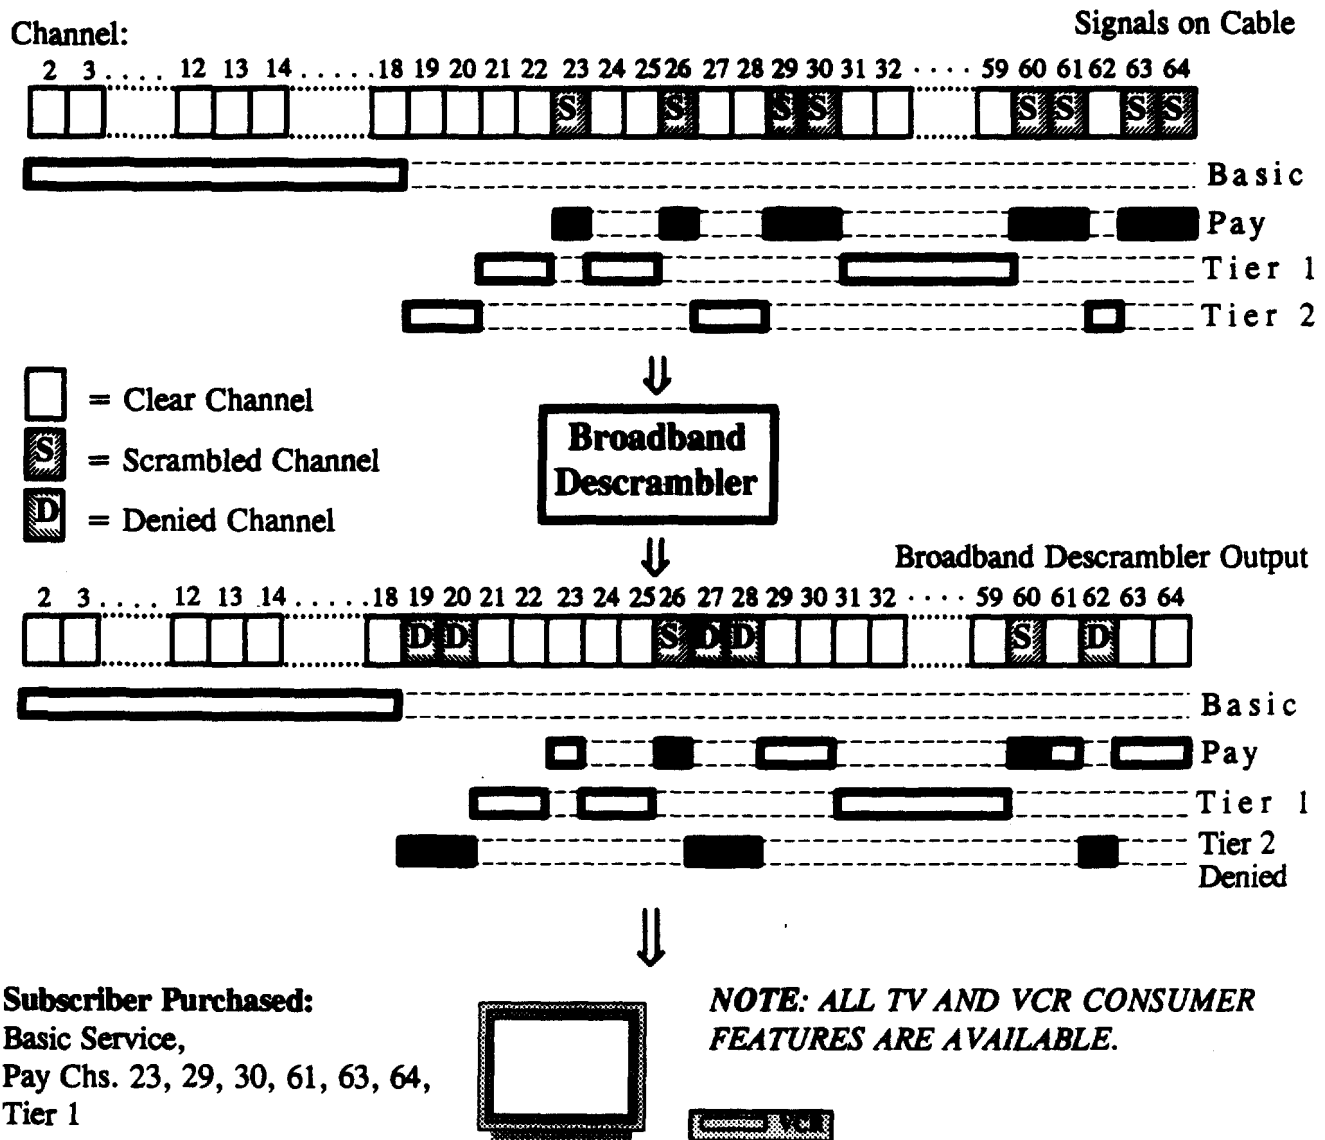 Signals on Cable
Channel:
2 3 . . . . 12 13 14 . . . . . 18 19 20 21 22 23 24 25 26 27 28 29 30 31 32 . . . . 59 60 61 62 63 64
S S S S S S S S
Basic
Pay
Tier 1
Tier 2
= Clear Channel
S = Scrambled Channel
D = Denied Channel
Broadband
Descrambler
Broadband Descrambler Output
2 3 . . . . 12 13 14 . . . . . 18 19 20 21 22 23 24 25 26 27 28 29 30 31 32 . . . . 59 60 61 62 63 64
D D S D D S D
Basic
Pay
Tier 1
Tier 2
Denied
Subscriber Purchased:
Basic Service,
Pay Chs. 23, 29, 30, 61, 63, 64,
Tier 1
NOTE: ALL TV AND VCR CONSUMER
FEATURES ARE AVAILABLE.
VCR